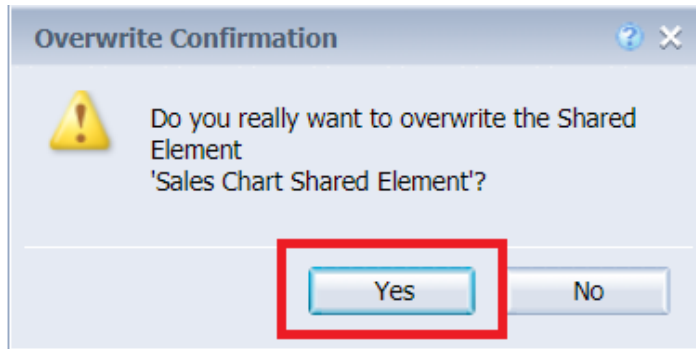 Overwrite Confirmation
Do you really want to overwrite the Shared
Element
'Sales Chart Shared Element'?
Yes No